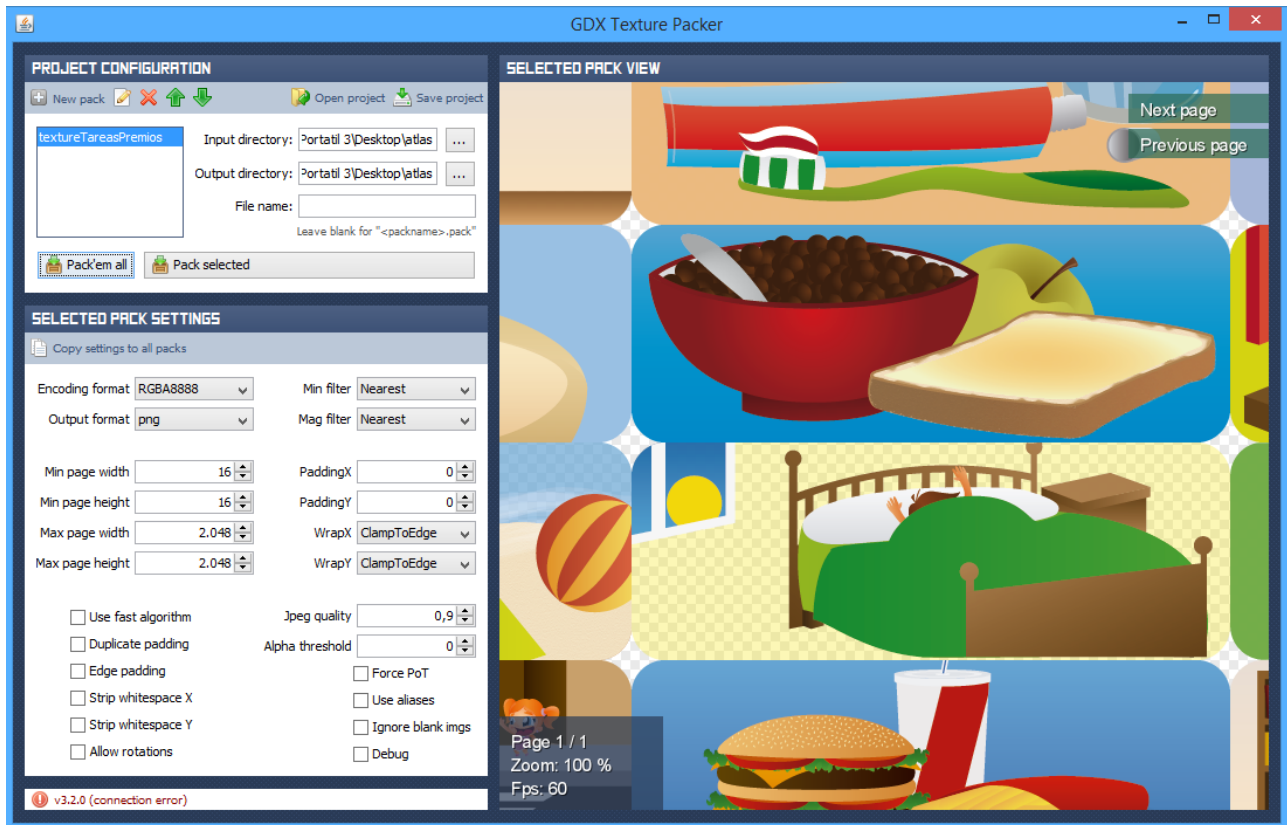 GDX Texture Packer
PROJECT CONFIGURATION
New pack
Open project
Save project
textureTareasPremios
Input directory: Portatil 3\Desktop\atlas ...
Output directory: Portatil 3\Desktop\atlas ...
File name:
Leave blank for "<packname>.pack"
Pack'em all
Pack selected
SELECTED PACK SETTINGS
Copy settings to all packs
Encoding format RGBA8888
Min filter Nearest
Output format png
Mag filter Nearest
Min page width 16
PaddingX 0
Min page height 16
PaddingY 0
Max page width 2.048
WrapX ClampToEdge
Max page height 2.048
WrapY ClampToEdge
Use fast algorithm
Jpeg quality 0,9
Duplicate padding
Alpha threshold 0
Edge padding
Force PoT
Strip whitespace X
Use aliases
Strip whitespace Y
Ignore blank imgs
Allow rotations
Debug
v3.2.0 (connection error)
SELECTED PACK VIEW
Next page
Previous page
Page 1 / 1
Zoom: 100 %
Fps: 60